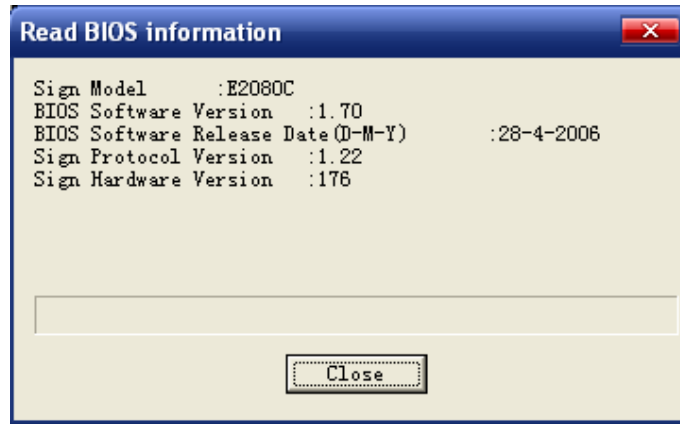 Read BIOS information
Sign Model :E2080C
BIOS Software Version :1.70
BIOS Software Release Date(D-M-Y) :28-4-2006
Sign Protocol Version :1.22
Sign Hardware Version :176
Close